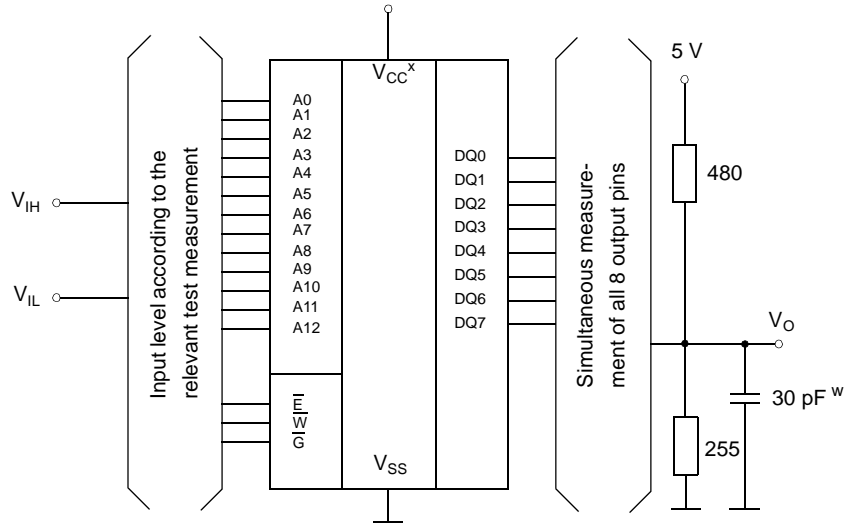 V_CC^x
5 V
Input level according to the
relevant test measurement
A0
A1
A2
A3
A4
A5
A6
A7
A8
A9
A10
A11
A12
E̅
W̅
G̅
V_IH
V_IL
V_SS
DQ0
DQ1
DQ2
DQ3
DQ4
DQ5
DQ6
DQ7
Simultaneous measure-
ment of all 8 output pins
480
V_O
30 pF ^w
255